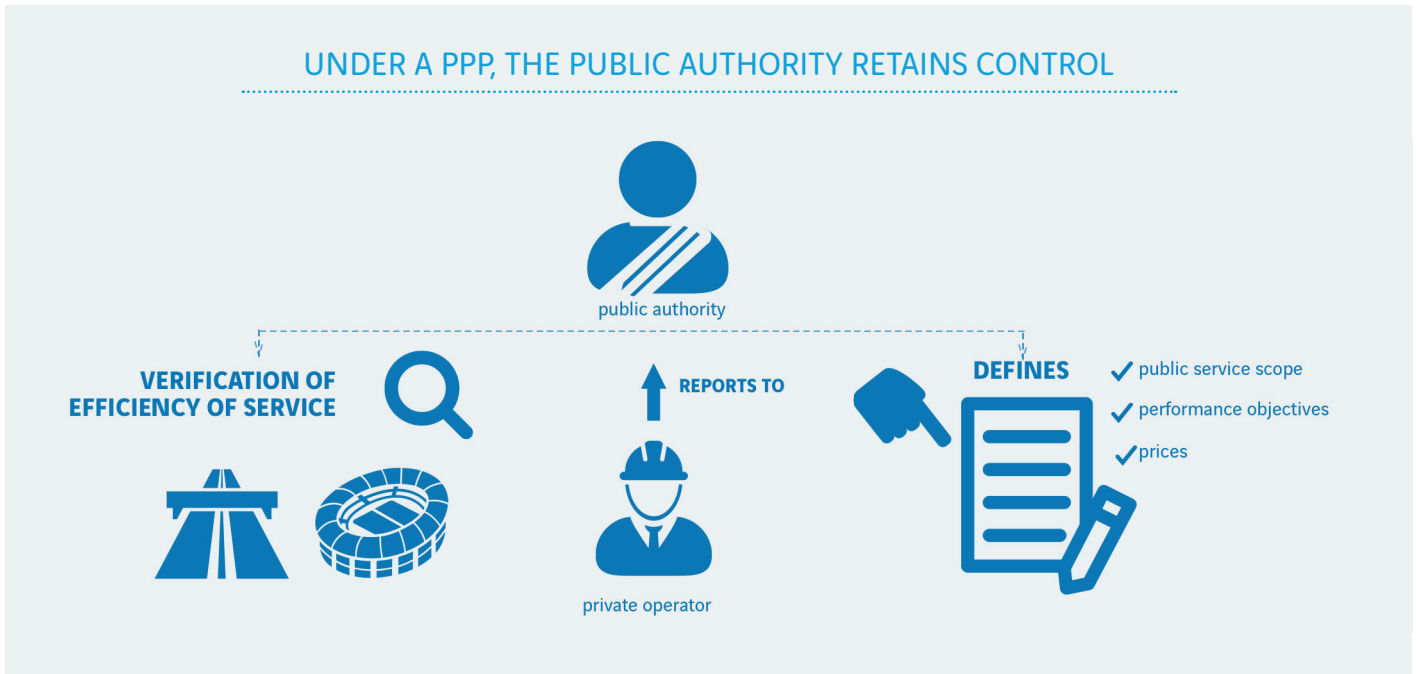 UNDER A PPP, THE PUBLIC AUTHORITY RETAINS CONTROL
public authority
VERIFICATION OF
EFFICIENCY OF SERVICE
REPORTS TO
private operator
DEFINES
public service scope
performance objectives
prices